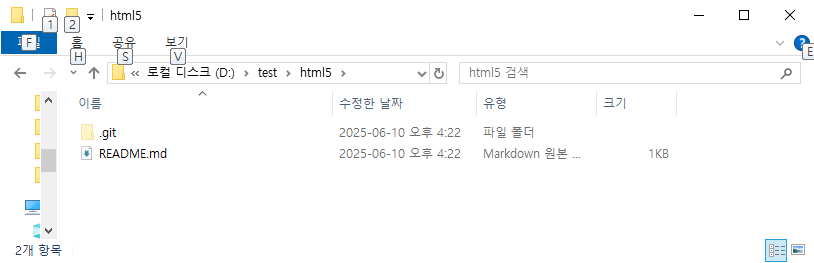 1 2 html5
F 파일 홈 공유 보기
H S V E
« 로컬 디스크 (D:) › test › html5 › html5 검색
이름 수정한 날짜 유형 크기
.git 2025-06-10 오후 4:22 파일 폴더
README.md 2025-06-10 오후 4:22 Markdown 원본 ... 1KB
2개 항목